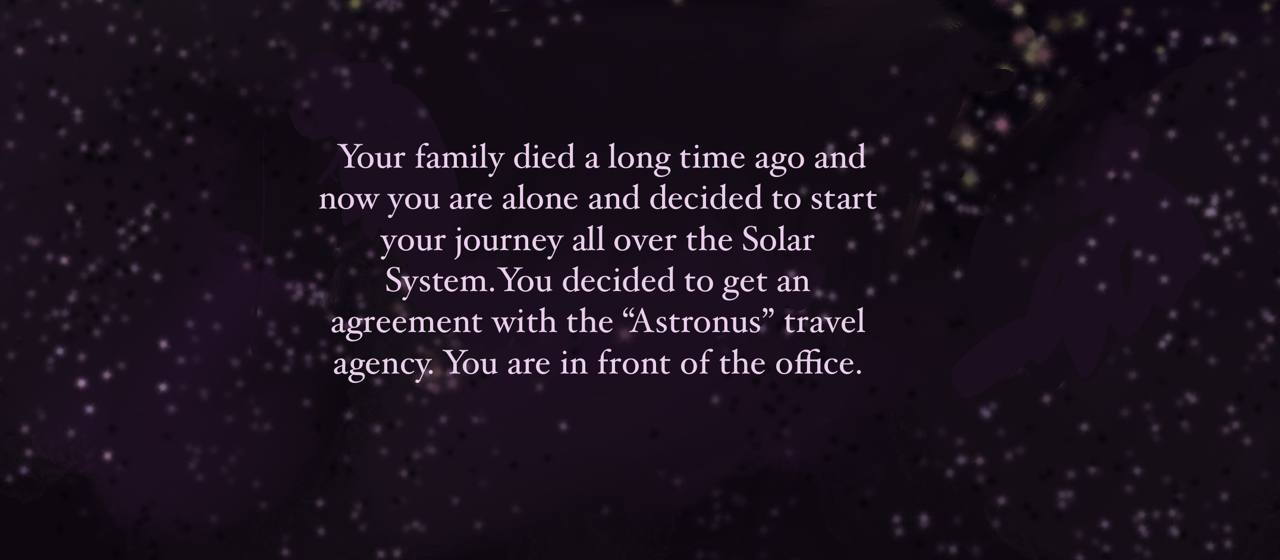 Your family died a long time ago and
now you are alone and decided to start
your journey all over the Solar
System.You decided to get an
agreement with the “Astronus” travel
agency. You are in front of the office.